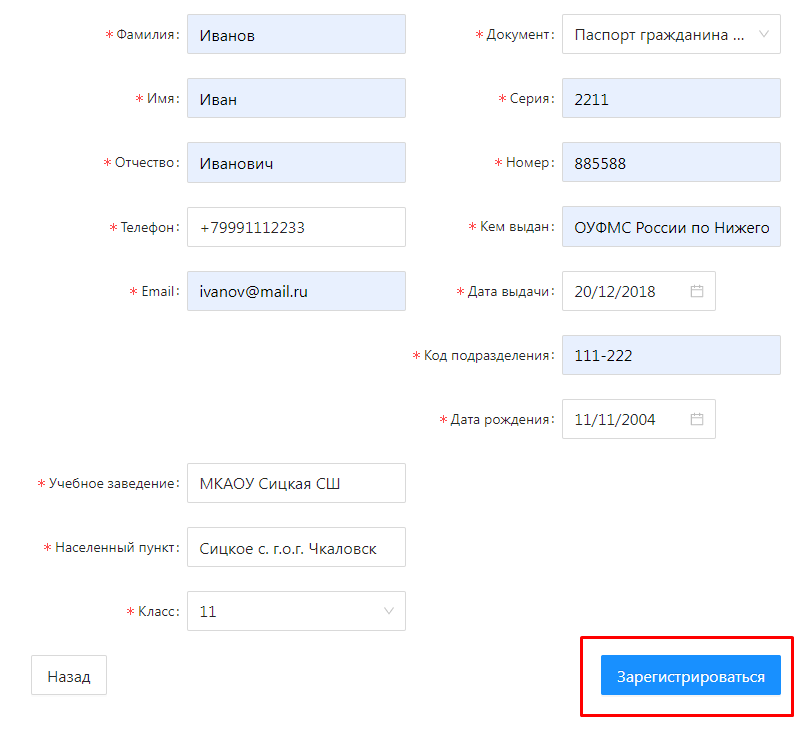 * Фамилия: Иванов
* Документ: Паспорт гражданина ...
* Имя: Иван
* Серия: 2211
* Отчество: Иванович
* Номер: 885588
* Телефон: +79991112233
* Кем выдан: ОУФМС России по Нижего
* Email: ivanov@mail.ru
* Дата выдачи: 20/12/2018
* Код подразделения: 111-222
* Дата рождения: 11/11/2004
* Учебное заведение: МКАОУ Сицкая СШ
* Населенный пункт: Сицкое с. г.о.г. Чкаловск
* Класс: 11
Назад
Зарегистрироваться